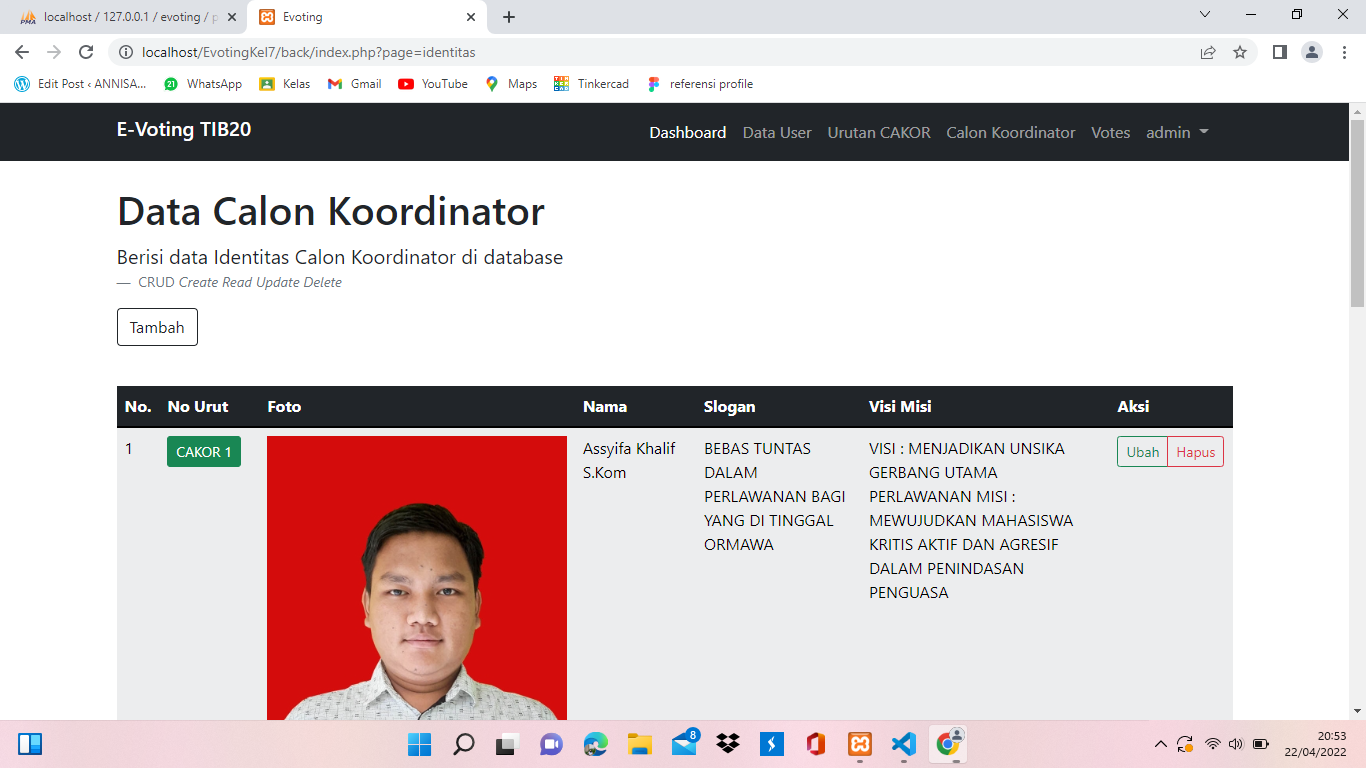 localhost / 127.0.0.1 / evoting / p
Evoting
localhost/EvotingKel7/back/index.php?page=identitas
Edit Post ‹ ANNISA...
21
WhatsApp
Kelas
Gmail
YouTube
Maps
Tinkercad
referensi profile
E-Voting TIB20
Dashboard
Data User
Urutan CAKOR
Calon Koordinator
Votes
admin
Data Calon Koordinator
Berisi data Identitas Calon Koordinator di database
— CRUD Create Read Update Delete
Tambah
No.
No Urut
Foto
Nama
Slogan
Visi Misi
Aksi
1
CAKOR 1
Assyifa Khalif
S.Kom
BEBAS TUNTAS
DALAM
PERLAWANAN BAGI
YANG DI TINGGAL
ORMAWA
VISI : MENJADIKAN UNSIKA
GERBANG UTAMA
PERLAWANAN MISI :
MEWUJUDKAN MAHASISWA
KRITIS AKTIF DAN AGRESIF
DALAM PENINDASAN
PENGUASA
Ubah
Hapus
8
20:53
22/04/2022